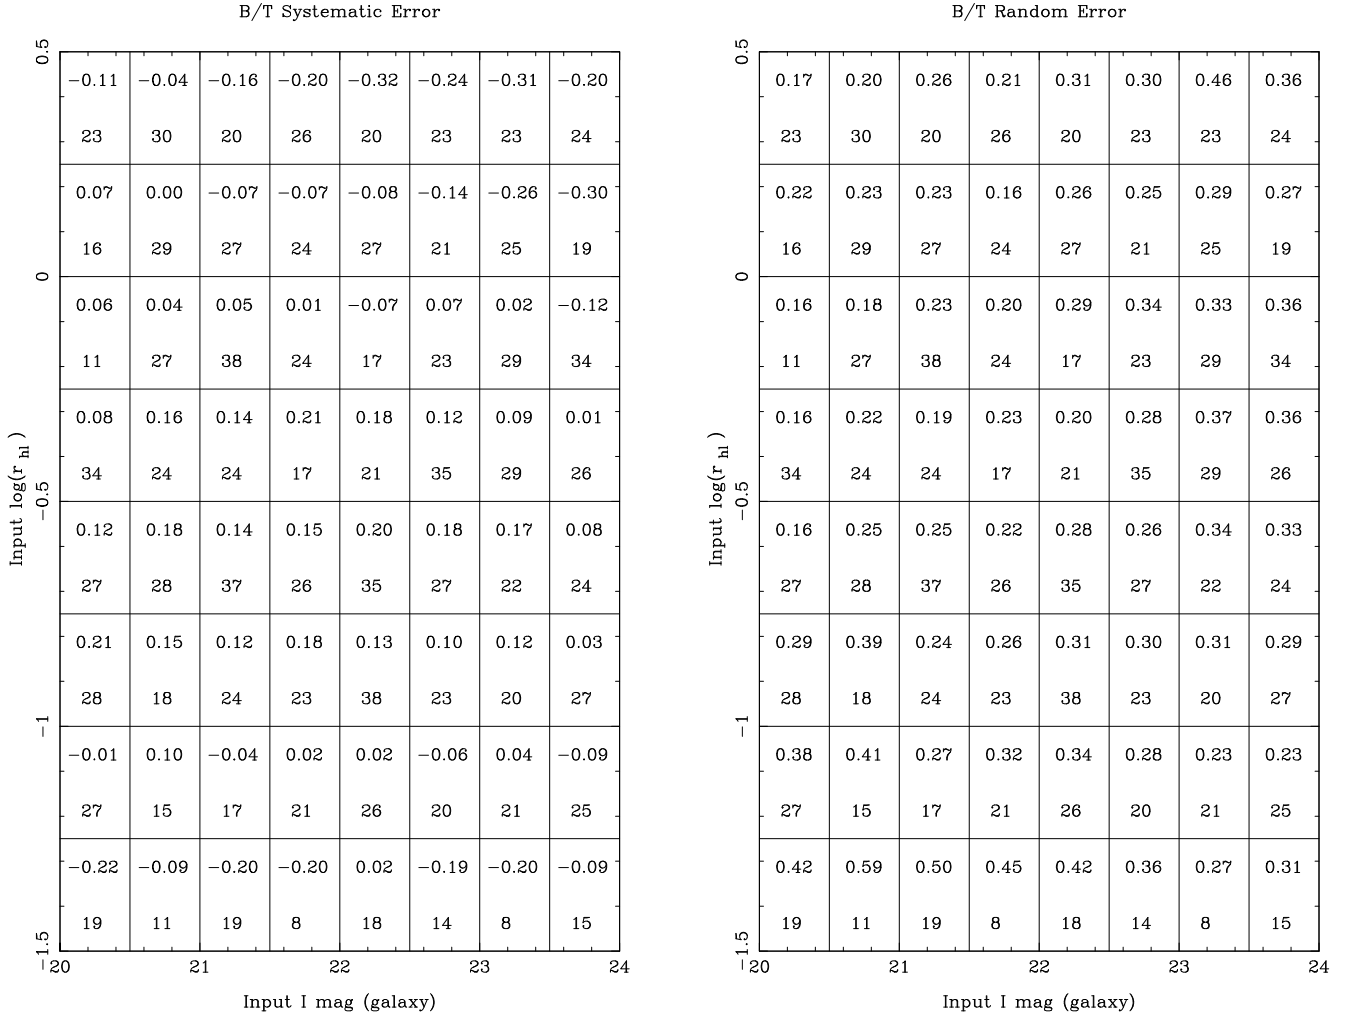 B/T Systematic Error
0.5
−0.11 −0.04 −0.16 −0.20 −0.32 −0.24 −0.31 −0.20
23 30 20 26 20 23 23 24
0.07 0.00 −0.07 −0.07 −0.08 −0.14 −0.26 −0.30
16 29 27 24 27 21 25 19
0
0.06 0.04 0.05 0.01 −0.07 0.07 0.02 −0.12
11 27 38 24 17 23 29 34
0.08 0.16 0.14 0.21 0.18 0.12 0.09 0.01
34 24 24 17 21 35 29 26
−0.5
0.12 0.18 0.14 0.15 0.20 0.18 0.17 0.08
27 28 37 26 35 27 22 24
0.21 0.15 0.12 0.18 0.13 0.10 0.12 0.03
28 18 24 23 38 23 20 27
−1
−0.01 0.10 −0.04 0.02 0.02 −0.06 0.04 −0.09
27 15 17 21 26 20 21 25
−0.22 −0.09 −0.20 −0.20 0.02 −0.19 −0.20 −0.09
19 11 19 8 18 14 8 15
−1.5
20 21 22 23 24
Input I mag (galaxy)
Input log(r hl)
B/T Random Error
0.5
0.17 0.20 0.26 0.21 0.31 0.30 0.46 0.36
23 30 20 26 20 23 23 24
0.22 0.23 0.23 0.16 0.26 0.25 0.29 0.27
16 29 27 24 27 21 25 19
0
0.16 0.18 0.23 0.20 0.29 0.34 0.33 0.36
11 27 38 24 17 23 29 34
0.16 0.22 0.19 0.23 0.20 0.28 0.37 0.36
34 24 24 17 21 35 29 26
−0.5
0.16 0.25 0.25 0.22 0.28 0.26 0.34 0.33
27 28 37 26 35 27 22 24
0.29 0.39 0.24 0.26 0.31 0.30 0.31 0.29
28 18 24 23 38 23 20 27
−1
0.38 0.41 0.27 0.32 0.34 0.28 0.23 0.23
27 15 17 21 26 20 21 25
0.42 0.59 0.50 0.45 0.42 0.36 0.27 0.31
19 11 19 8 18 14 8 15
−1.5
20 21 22 23 24
Input I mag (galaxy)
Input log(r hl)